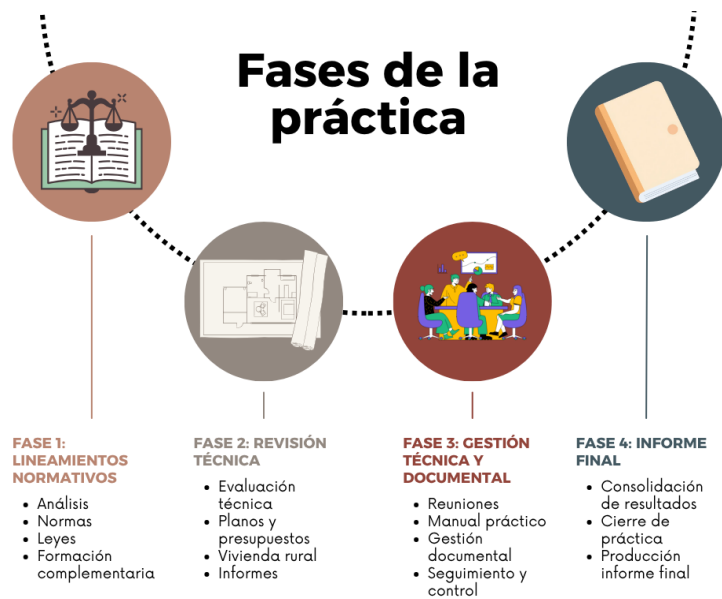 Fases de la
práctica
FASE 1:
LINEAMIENTOS
NORMATIVOS
• Análisis
• Normas
• Leyes
• Formación
complementaria
FASE 2: REVISIÓN
TÉCNICA
• Evaluación
técnica
• Planos y
presupuestos
• Vivienda rural
• Informes
FASE 3: GESTIÓN
TÉCNICA Y
DOCUMENTAL
• Reuniones
• Manual práctico
• Gestión
documental
• Seguimiento y
control
FASE 4: INFORME
FINAL
• Consolidación
de resultados
• Cierre de
práctica
• Producción
informe final